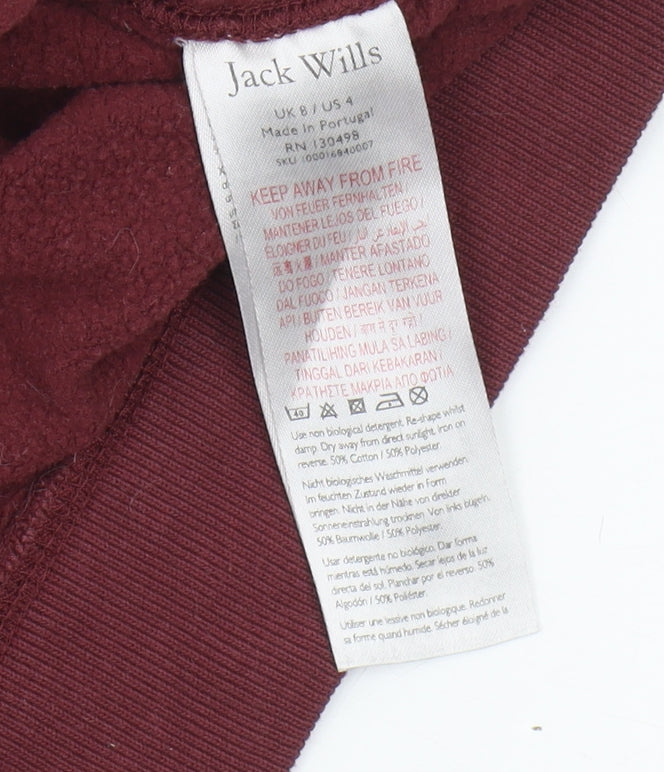 Jack Wills
UK 8 / US 4
Made in Portugal
RN 130498
SKU 100016840007
KEEP AWAY FROM FIRE
VON FEUER FERNHALTEN /
MANTENER LEJOS DEL FUEGO /
ÉLOIGNER DU FEU /
/ MANTER AFASTADO
DO FOGO / TENERE LONTANO
DAL FUOCO / JANGAN TERKENA
API / BUITEN BEREIK VAN VUUR
HOUDEN /
PANATILIHING MULA SA LABING /
TINGGAL DARI KEBAKARAN /
ΚΡΑΤΗΣΤΕ ΜΑΚΡΙΑ ΑΠΟ ΦΩΤΙΑ
40
Use non biological detergent. Re-shape whilst
damp. Dry away from direct sunlight. Iron on
reverse. 50% Cotton / 50% Polyester.
Nicht biologisches Waschmittel verwenden.
Im feuchten Zustand wieder in Form
bringen. Nicht in der Nähe von direkter
Sonneneinstrahlung trocknen. Von links bügeln.
50% Baumwolle / 50% Polyester.
Usar detergente no biológico. Dar forma
mientras está húmedo. Secar lejos de la luz
directa del sol. Planchar por el reverso. 50%
Algodón / 50% Poliéster.
Utiliser une lessive non biologique. Redonner
sa forme quand humide. Sécher éloigné de la